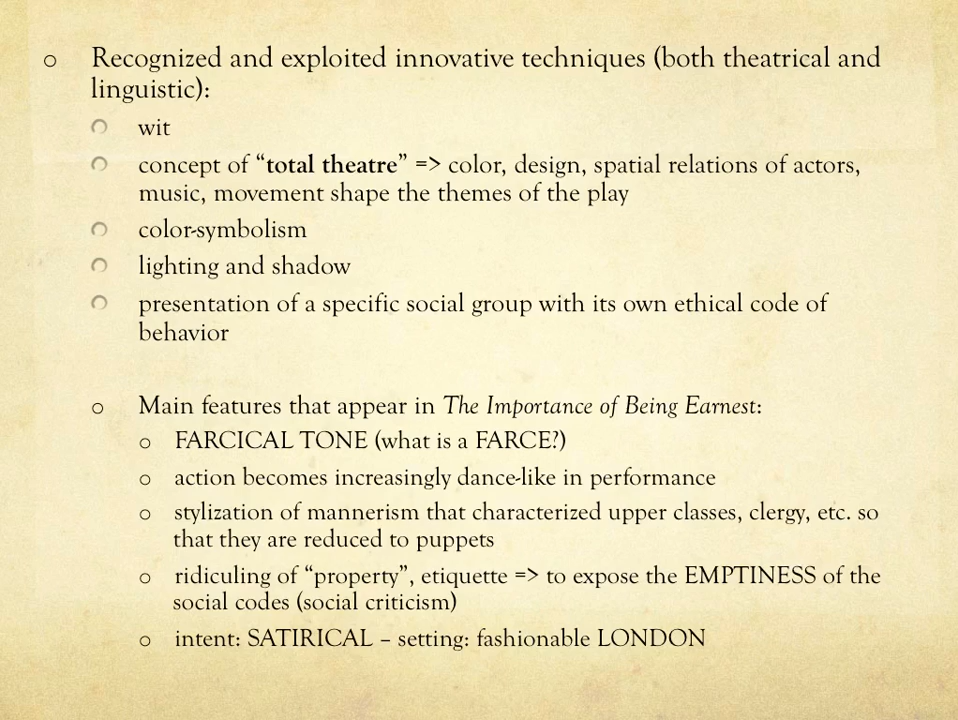 Recognized and exploited innovative techniques (both theatrical and
linguistic):
wit
concept of “total theatre” => color, design, spatial relations of actors,
music, movement shape the themes of the play
color-symbolism
lighting and shadow
presentation of a specific social group with its own ethical code of
behavior
Main features that appear in The Importance of Being Earnest:
FARCICAL TONE (what is a FARCE?)
action becomes increasingly dance-like in performance
stylization of mannerism that characterized upper classes, clergy, etc. so
that they are reduced to puppets
ridiculing of “property”, etiquette => to expose the EMPTINESS of the
social codes (social criticism)
intent: SATIRICAL – setting: fashionable LONDON